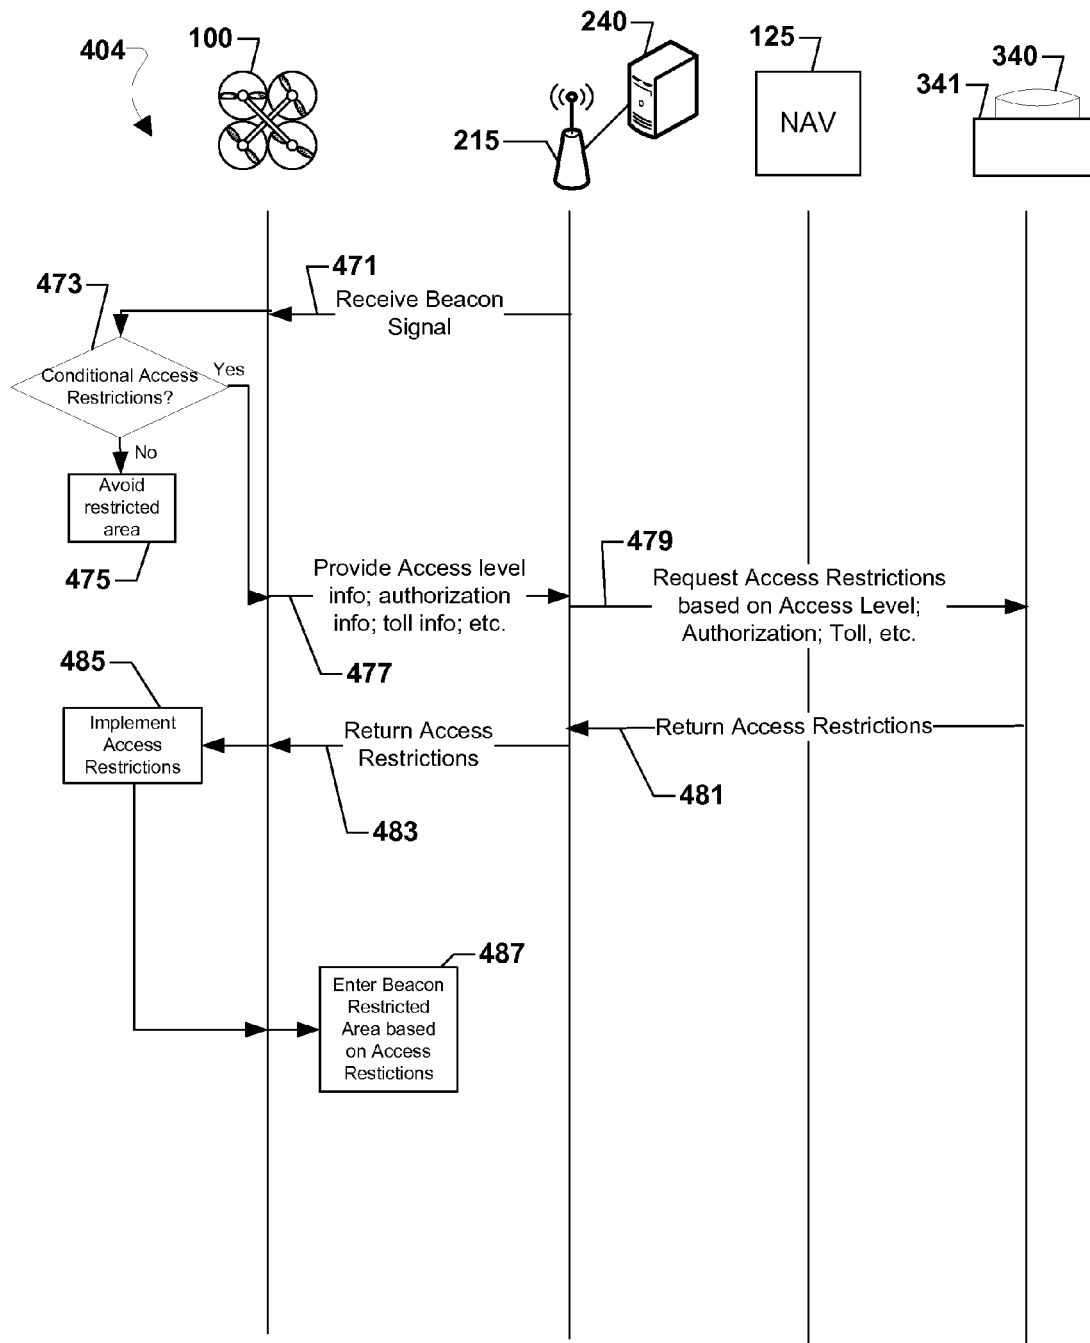 404
100
240
125
340
341
215
NAV
471
473
Receive Beacon
Signal
Conditional Access
Restrictions?
Yes
No
Avoid
restricted
area
475
479
Provide Access level
info; authorization
info; toll info; etc.
Request Access Restrictions
based on Access Level;
Authorization; Toll, etc.
477
485
Implement
Access
Restrictions
Return Access
Restrictions
Return Access Restrictions
481
483
487
Enter Beacon
Restricted
Area based
on Access
Restictions